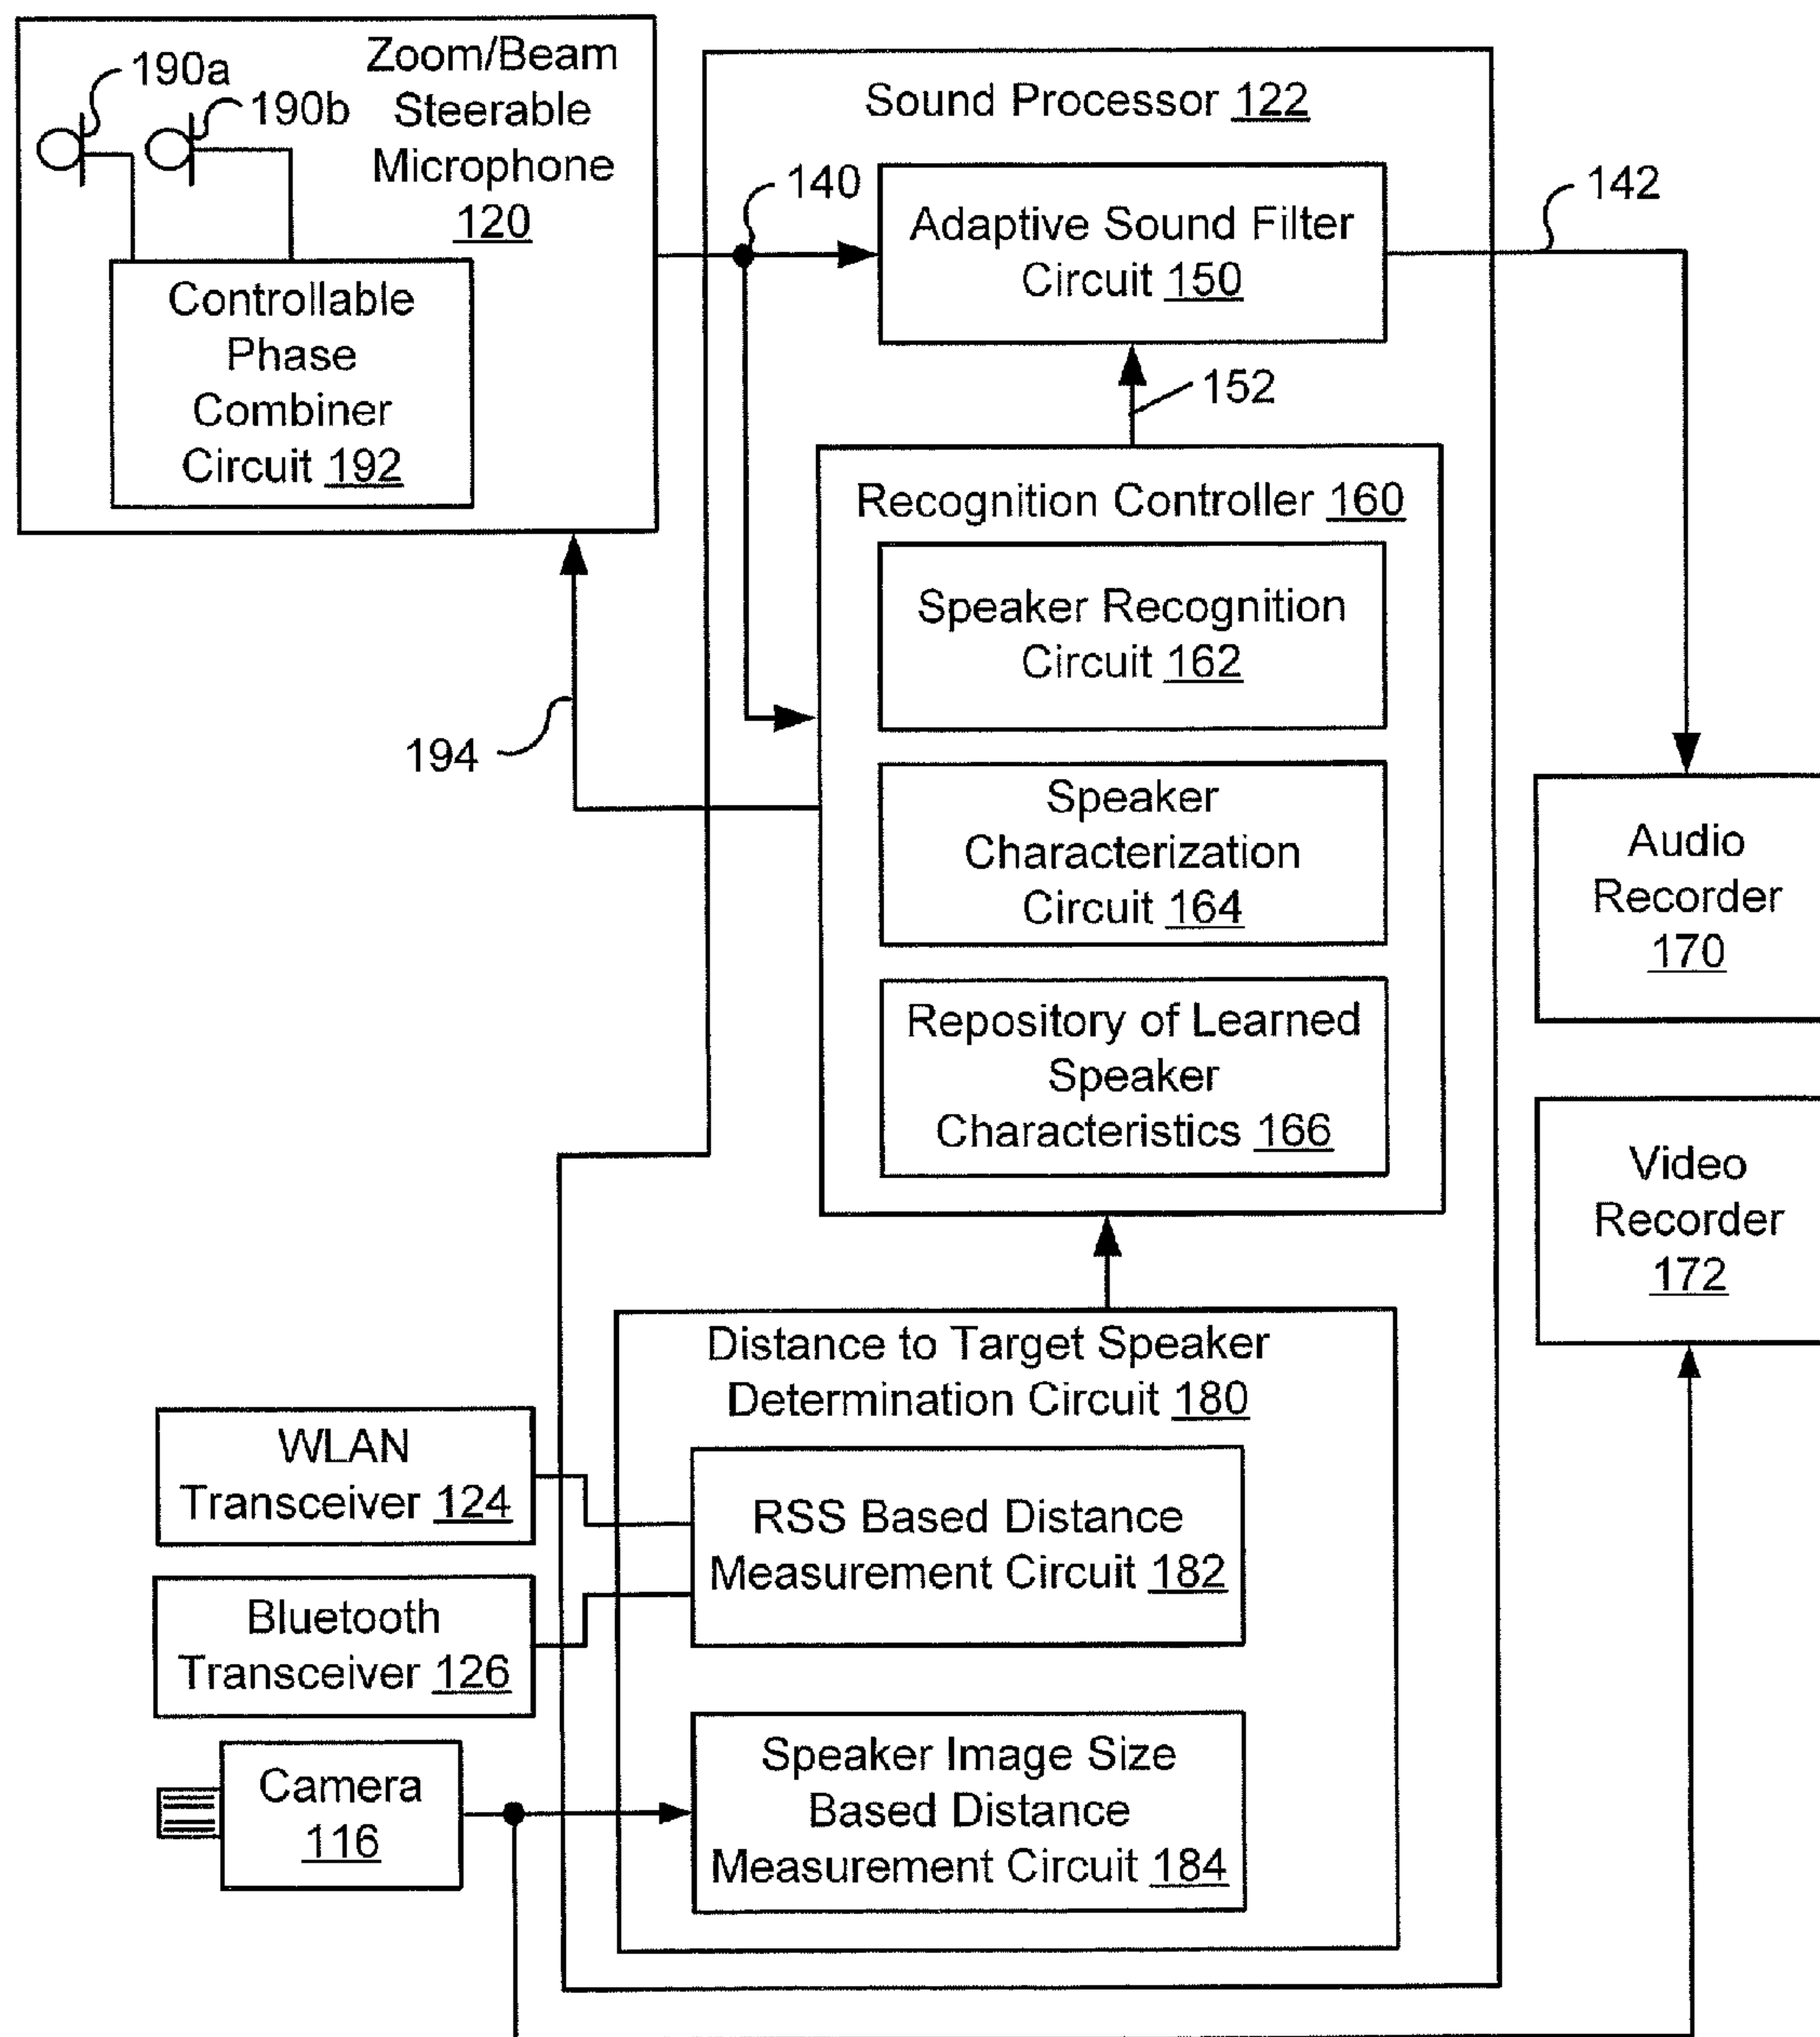 190a
190b
Zoom/Beam
Steerable
Microphone
120
Controllable
Phase
Combiner
Circuit 192
Sound Processor 122
140
Adaptive Sound Filter
Circuit 150
142
152
Recognition Controller 160
Speaker Recognition
Circuit 162
194
Speaker
Characterization
Circuit 164
Repository of Learned
Speaker
Characteristics 166
Audio
Recorder
170
Video
Recorder
172
Distance to Target Speaker
Determination Circuit 180
WLAN
Transceiver 124
RSS Based Distance
Measurement Circuit 182
Bluetooth
Transceiver 126
Camera
116
Speaker Image Size
Based Distance
Measurement Circuit 184